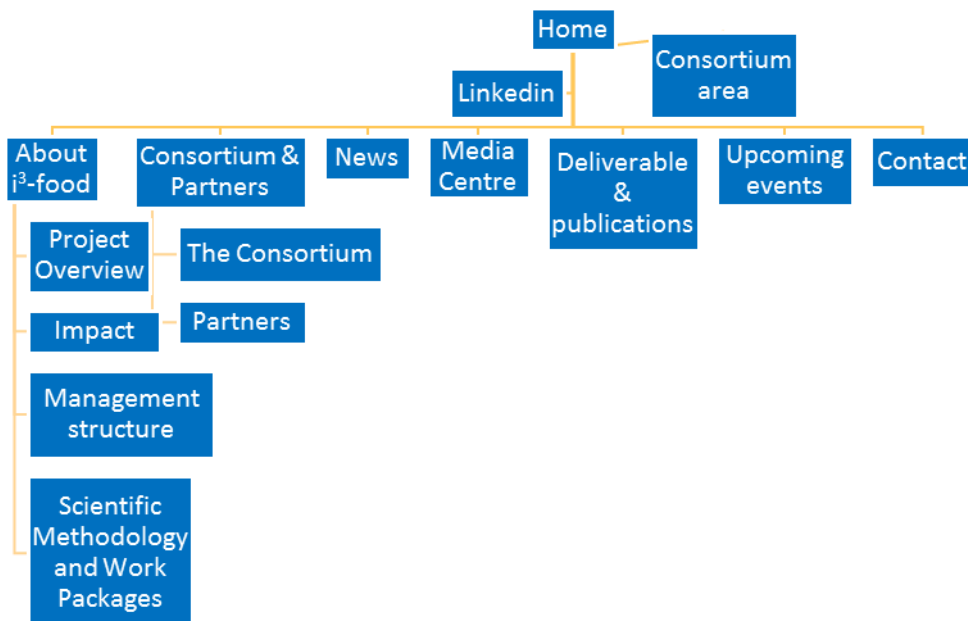 Home
Consortium
area
Linkedin
About
i³-food
Consortium &
Partners
News
Media
Centre
Deliverable
&
publications
Upcoming
events
Contact
Project
Overview
The Consortium
Impact
Partners
Management
structure
Scientific
Methodology
and Work
Packages